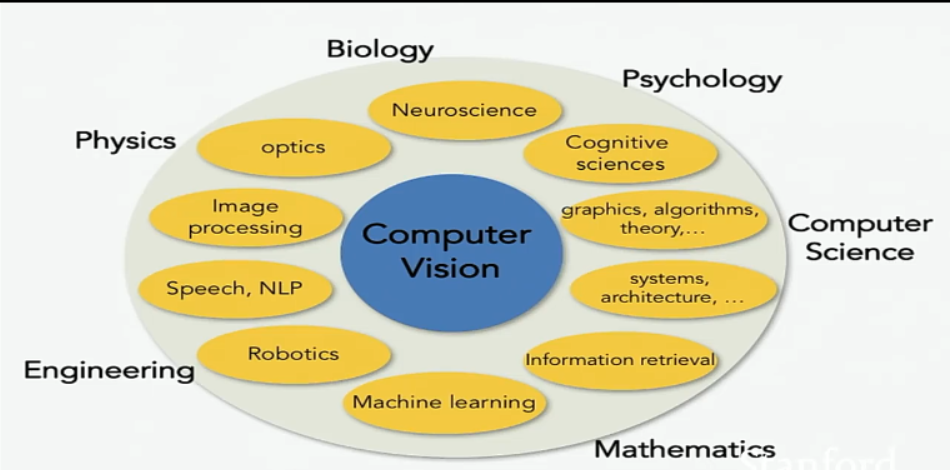 Biology
Psychology
Neuroscience
Physics
optics
Cognitive
sciences
Image
processing
graphics, algorithms,
theory,...
Computer
Vision
Computer
Science
Speech, NLP
systems,
architecture, ...
Robotics
Information retrieval
Engineering
Machine learning
Mathematics
Stanford